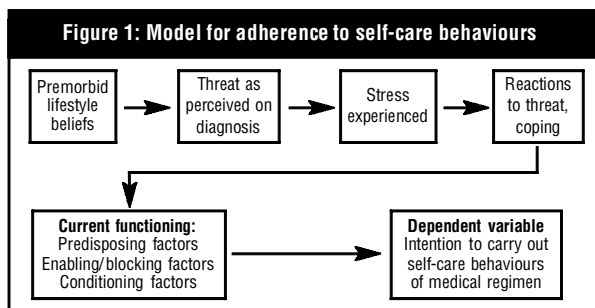 Figure 1: Model for adherence to self-care behaviours
Premorbid
lifestyle
beliefs
Threat as
perceived on
diagnosis
Stress
experienced
Reactions
to threat,
coping
Current functioning:
Predisposing factors
Enabling/blocking factors
Conditioning factors
Dependent variable
Intention to carry out
self-care behaviours
of medical regimen